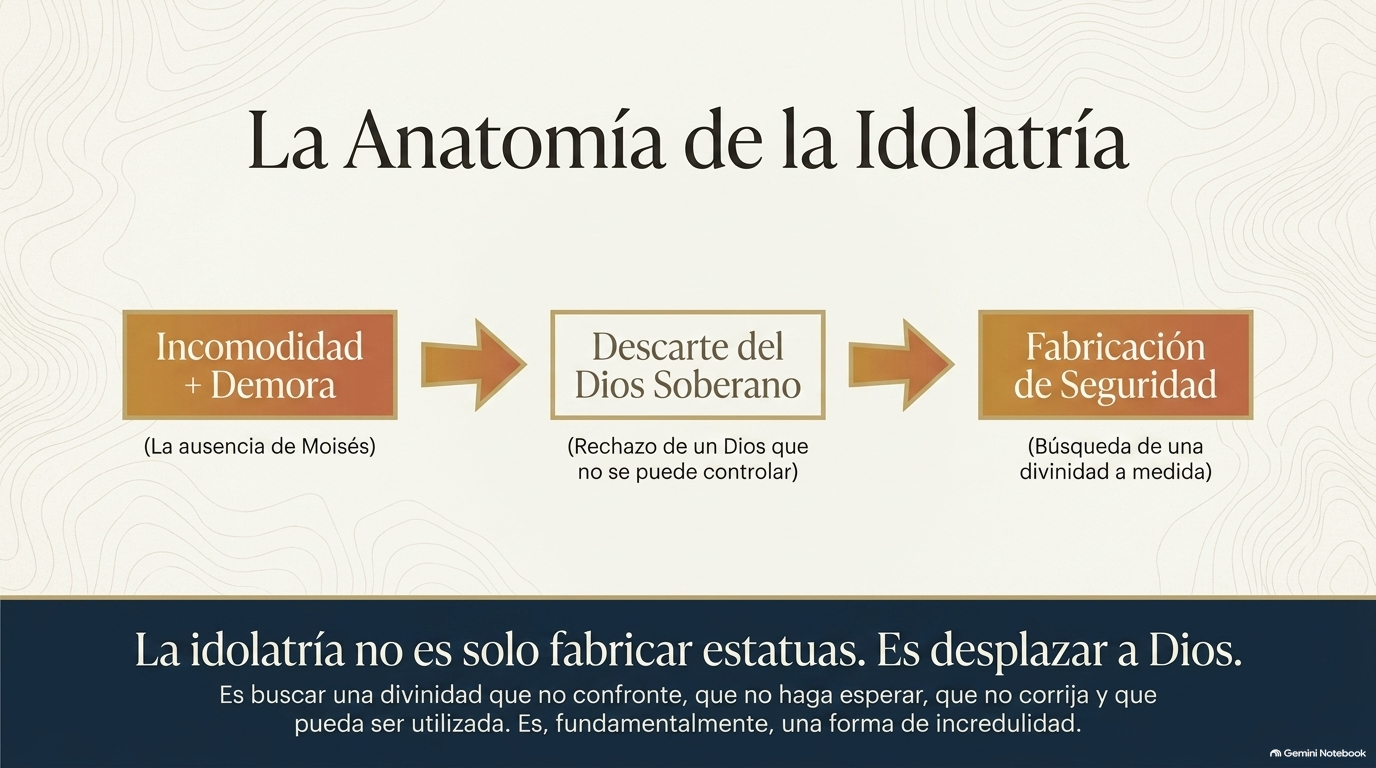 La Anatomía de la Idolatría
Incomodidad
+ Demora
(La ausencia de Moisés)
Descarte del
Dios Soberano
(Rechazo de un Dios que
no se puede controlar)
Fabricación
de Seguridad
(Búsqueda de una
divinidad a medida)
La idolatría no es solo fabricar estatuas. Es desplazar a Dios.
Es buscar una divinidad que no confronte, que no haga esperar, que no corrija y que
pueda ser utilizada. Es, fundamentalmente, una forma de incredulidad.
Gemini Notebook